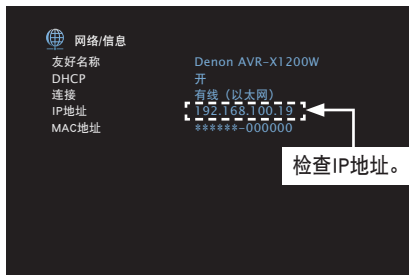 网络/信息
友好名称 Denon AVR-X1200W
DHCP 开
连接 有线（以太网）
IP地址 192.168.100.19
MAC地址 ******-000000
检查IP地址。